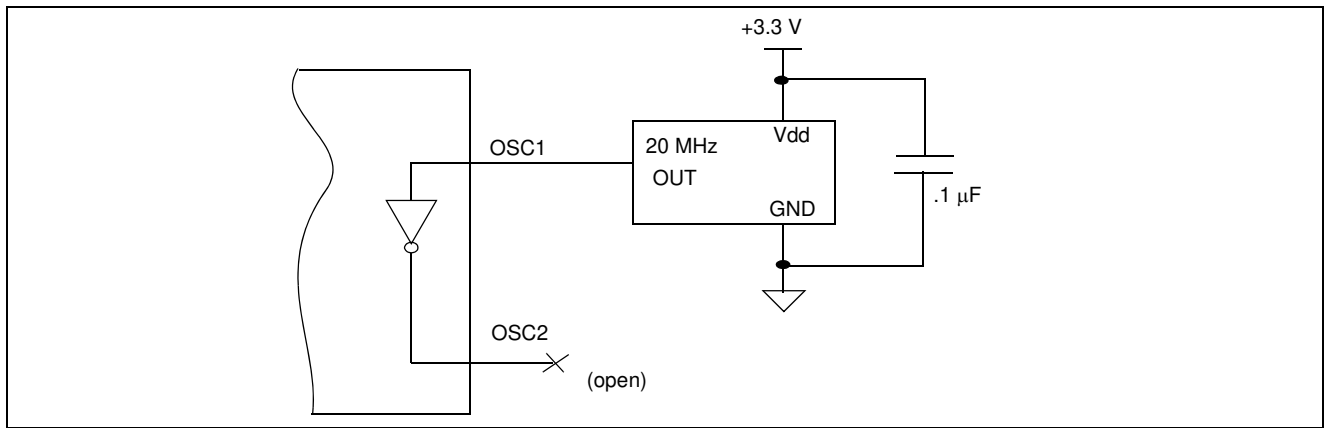 +3.3 V
OSC1
20 MHz
OUT
Vdd
GND
.1 μF
OSC2
(open)